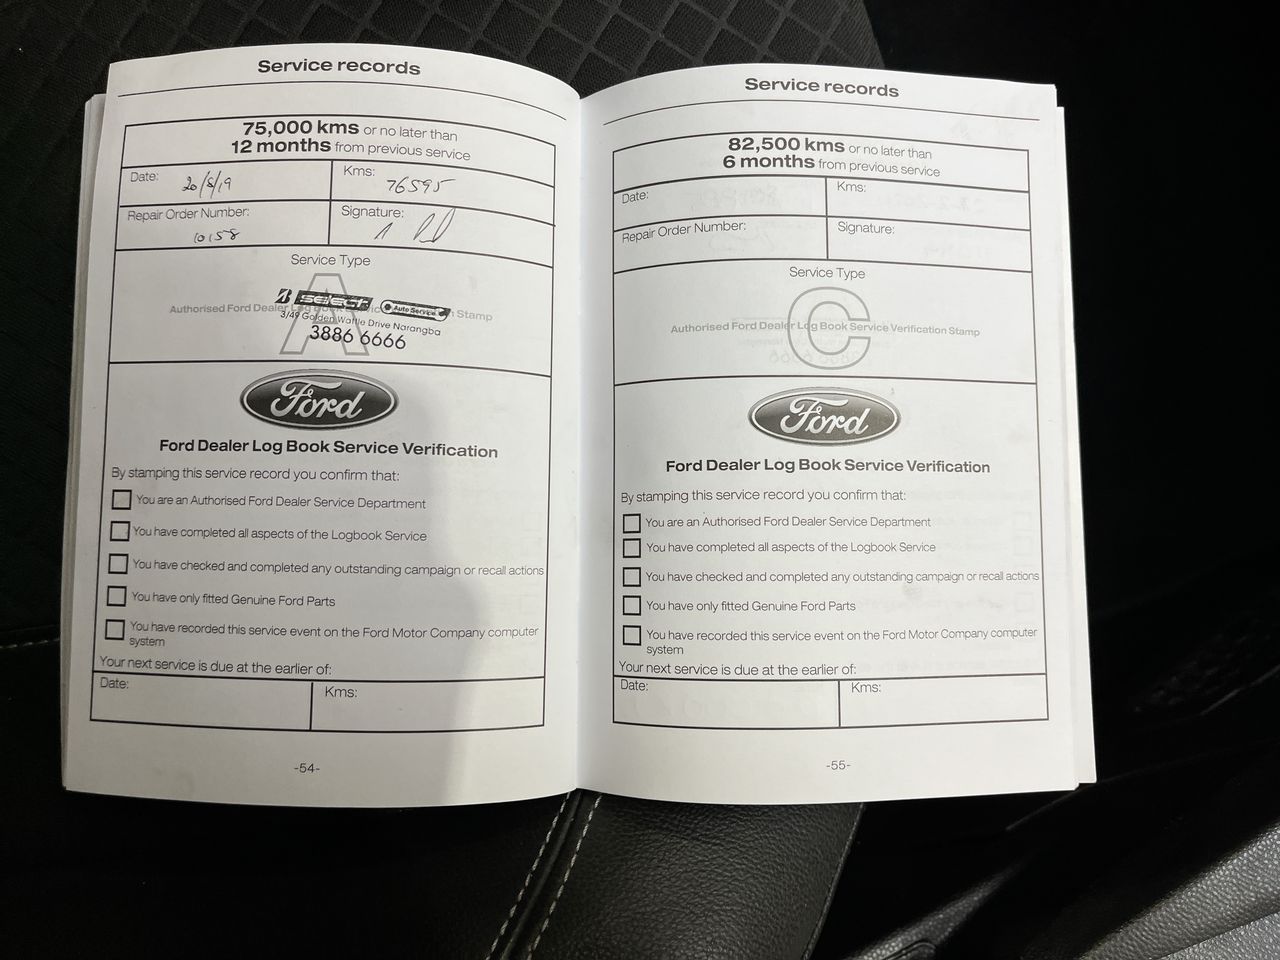 Service records
75,000 kms or no later than
12 months from previous service
Date: 20/8/19
Kms: 76595
Repair Order Number: 10158
Signature:
Service Type
A
Authorised Ford Dealer Log Book Service Verification Stamp
SELECT Auto Service
3/49 Golden Wattle Drive Narangba
3886 6666
Ford
Ford Dealer Log Book Service Verification
By stamping this service record you confirm that:
You are an Authorised Ford Dealer Service Department
You have completed all aspects of the Logbook Service
You have checked and completed any outstanding campaign or recall actions
You have only fitted Genuine Ford Parts
You have recorded this service event on the Ford Motor Company computer
system
Your next service is due at the earlier of:
Date:
Kms:
-54-
Service records
82,500 kms or no later than
6 months from previous service
Date:
Kms:
Repair Order Number:
Signature:
Service Type
C
Authorised Ford Dealer Log Book Service Verification Stamp
Ford
Ford Dealer Log Book Service Verification
By stamping this service record you confirm that:
You are an Authorised Ford Dealer Service Department
You have completed all aspects of the Logbook Service
You have checked and completed any outstanding campaign or recall actions
You have only fitted Genuine Ford Parts
You have recorded this service event on the Ford Motor Company computer
system
Your next service is due at the earlier of:
Date:
Kms:
-55-